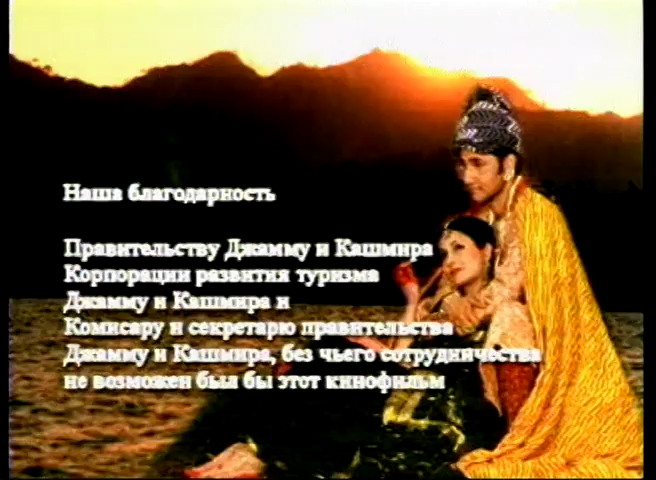 Наша благодарность
Правительству Джамму и Кашмира
Корпорации развития туризма
Джамму и Кашмира и
Комисару и секретарю правительства
Джамму и Кашмира, без чьего сотрудничества
не возможен был бы этот кинофильм